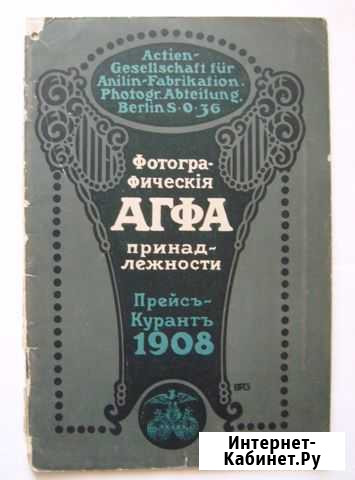 Actien-
Gesellschaft für
Anilin-Fabrikation.
Photogr. Abteilung.
Berlin S·O·36
Фотогра-
фическія
АГФА
принад-
лежности
Прейсъ-
Курантъ
1908
Интернет-
Кабинет.Ру